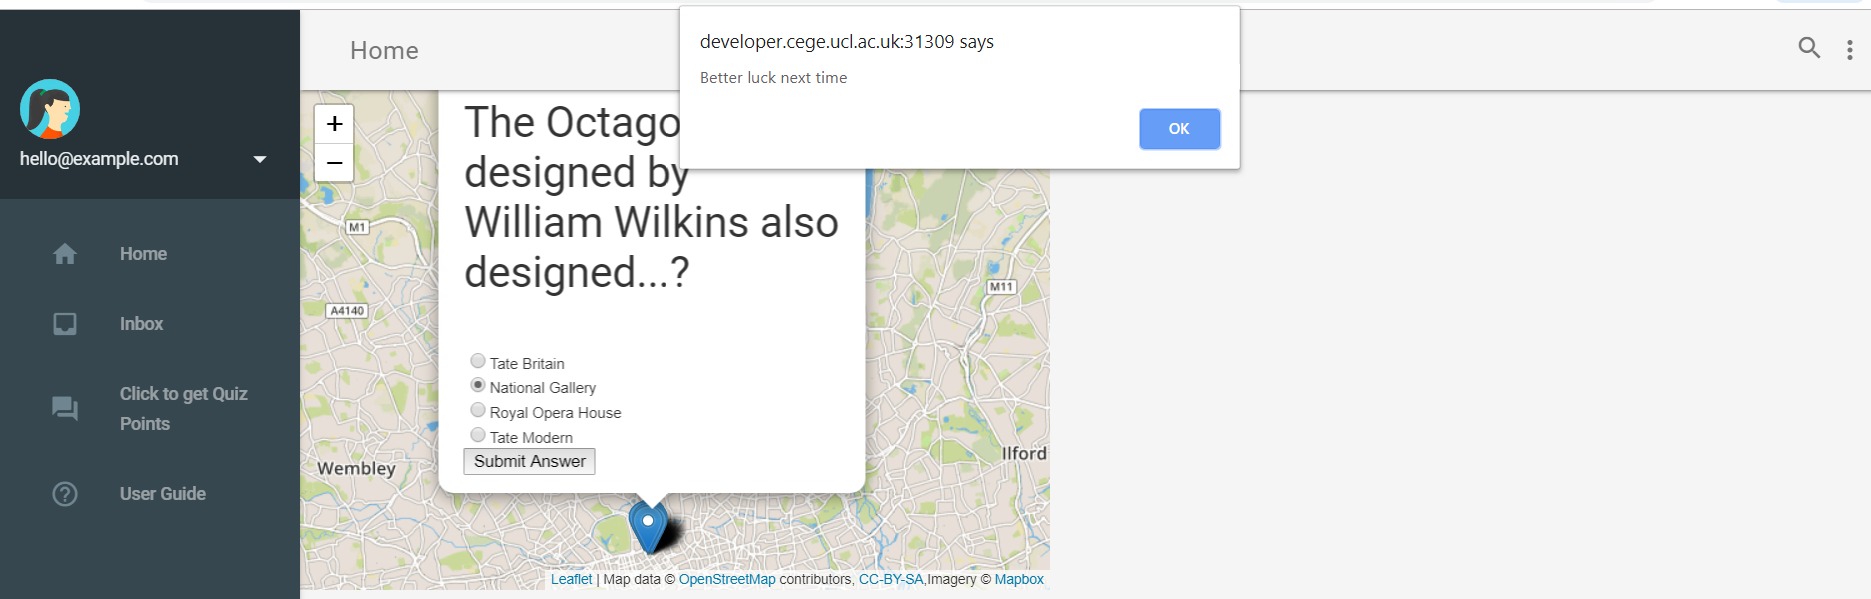 developer.cege.ucl.ac.uk:31309 says
Better luck next time
OK
Home
hello@example.com
Home
Inbox
Click to get Quiz
Points
User Guide
+
−
The Octago
designed by
William Wilkins also
designed...?
Tate Britain
National Gallery
Royal Opera House
Tate Modern
Submit Answer
M1
A4140
M11
Wembley
Ilford
Leaflet | Map data © OpenStreetMap contributors, CC-BY-SA,Imagery © Mapbox